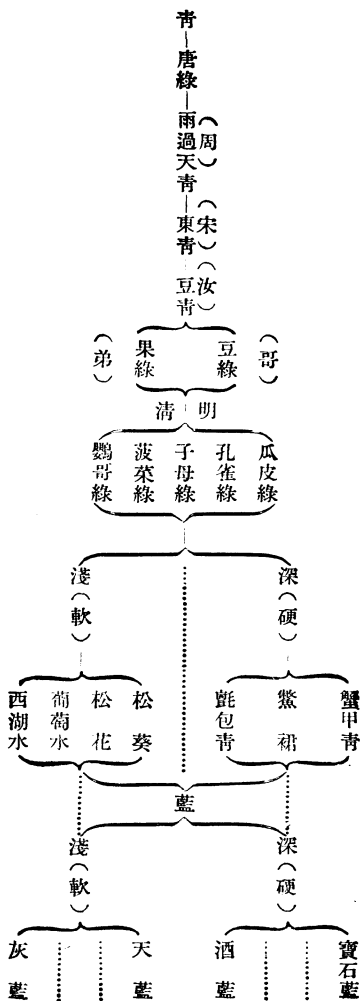 青—唐綠—雨過天青—東青
(周)
(宋)
(汝)
豆青
(哥)
豆綠
果綠
(弟)
明
清
瓜皮綠
孔雀綠
子母綠
菠菜綠
鸚哥綠
深(硬)
淺(軟)
蟹甲青
鱉裙
氈包青
松葵
松花
葡萄水
西湖水
藍
深(硬)
淺(軟)
寶石藍
酒藍
天藍
灰藍